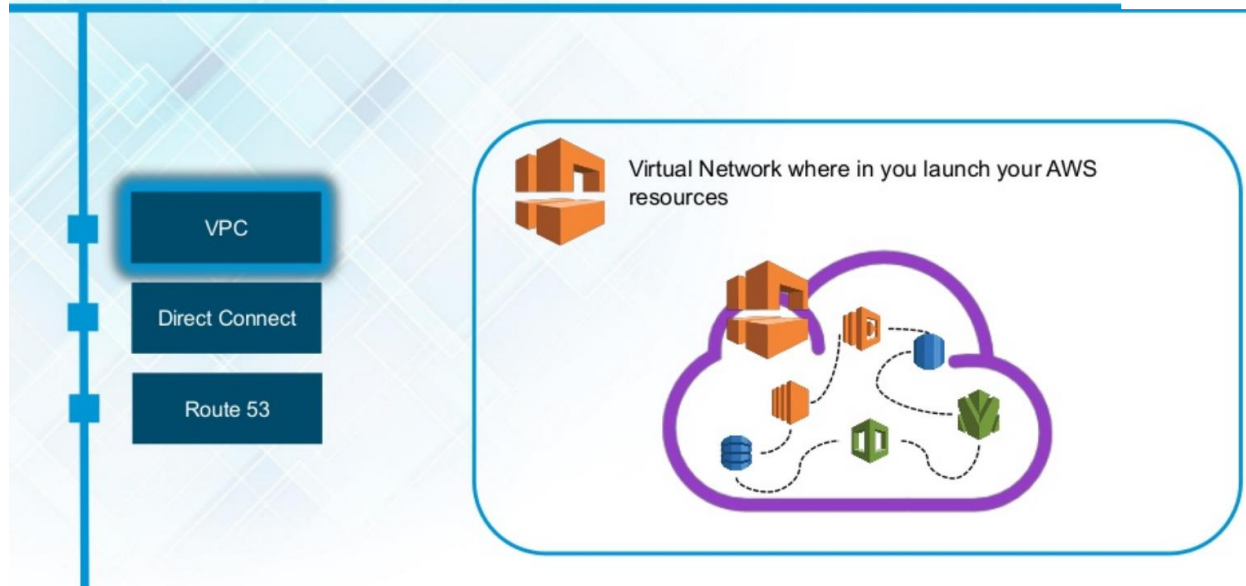 VPC
Direct Connect
Route 53
Virtual Network where in you launch your AWS
resources